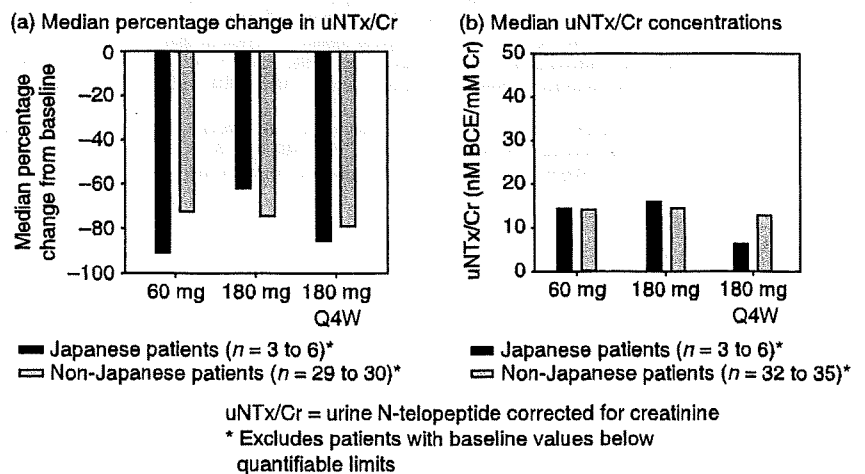 (a) Median percentage change in uNTx/Cr
Median percentage
change from baseline
0
−20
−40
−60
−80
−100
60 mg
180 mg
180 mg
Q4W
Japanese patients (n = 3 to 6)*
Non-Japanese patients (n = 29 to 30)*
(b) Median uNTx/Cr concentrations
uNTx/Cr (nM BCE/mM Cr)
50
40
30
20
10
0
60 mg
180 mg
180 mg
Q4W
Japanese patients (n = 3 to 6)*
Non-Japanese patients (n = 32 to 35)*
uNTx/Cr = urine N-telopeptide corrected for creatinine
* Excludes patients with baseline values below
quantifiable limits